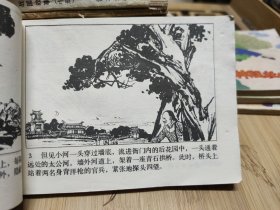 3 但见小河一头穿过墙底，流进衙门内的后花园中，一头通着
远处的太公河。墙外河道上，架着一座青石拱桥。此时，桥头上
站着两名身背洋枪的官兵，紧张地探头四望。